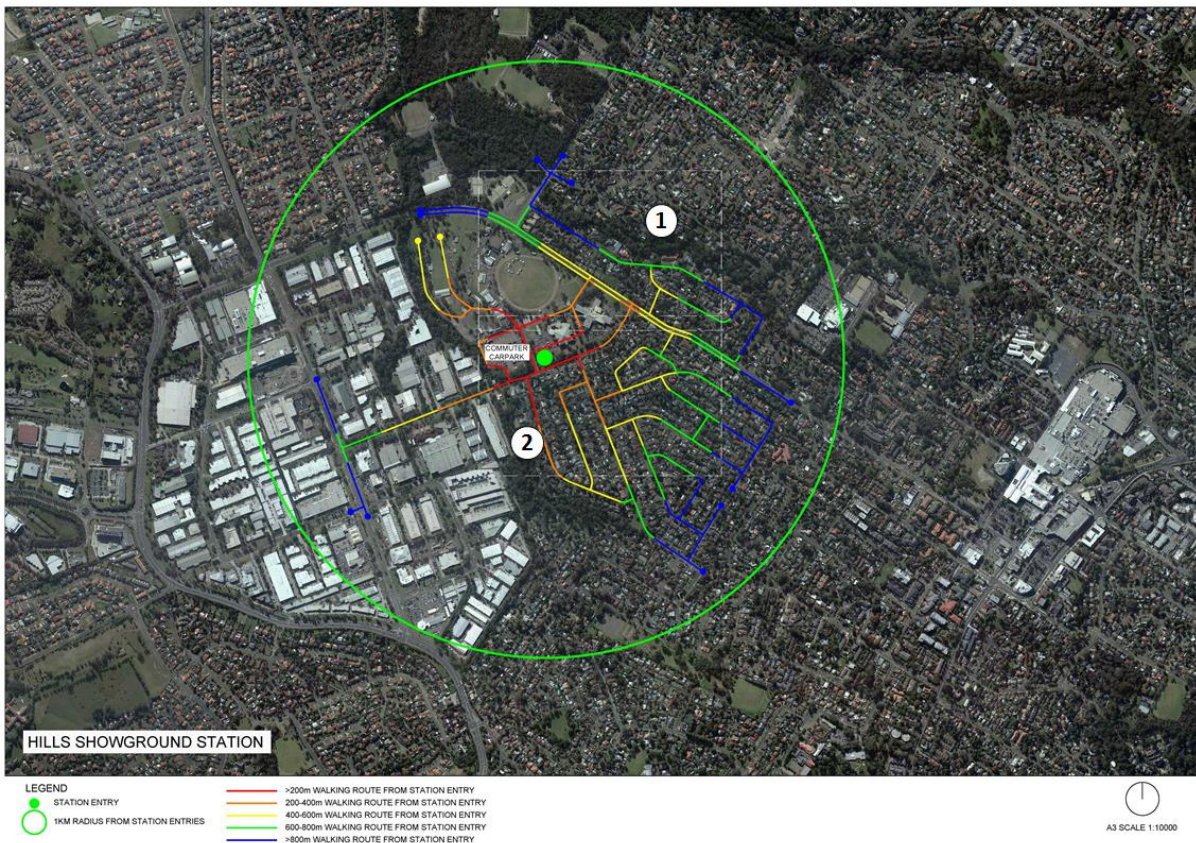 1
COMMUTER
CARPARK
2
HILLS SHOWGROUND STATION
LEGEND
STATION ENTRY
1KM RADIUS FROM STATION ENTRIES
>200m WALKING ROUTE FROM STATION ENTRY
200-400m WALKING ROUTE FROM STATION ENTRY
400-600m WALKING ROUTE FROM STATION ENTRY
600-800m WALKING ROUTE FROM STATION ENTRY
>800m WALKING ROUTE FROM STATION ENTRY
A3 SCALE 1:10000